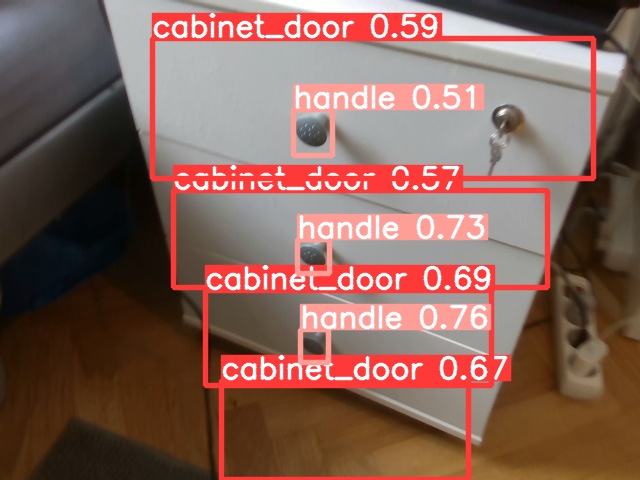 cabinet_door 0.59
handle 0.51
cabinet_door 0.57
handle 0.73
cabinet_door 0.69
handle 0.76
cabinet_door 0.67